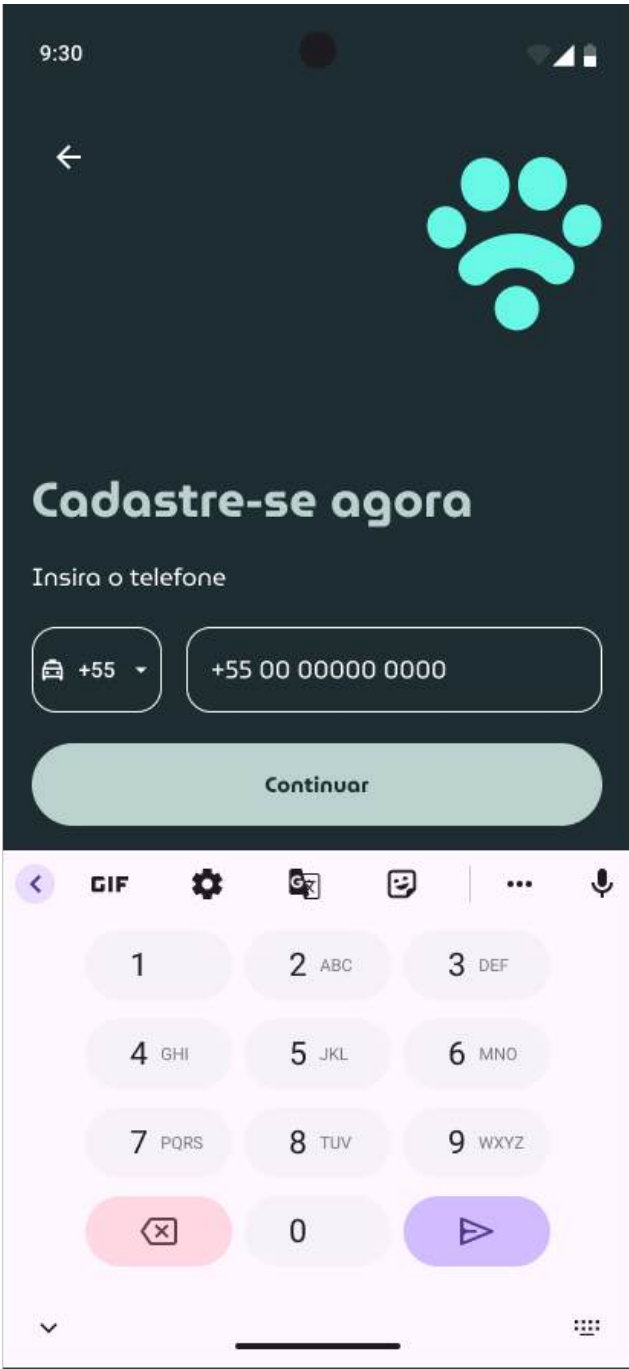 9:30
Cadastre-se agora
Insira o telefone
+55 +55 00 00000 0000
Continuar
GIF G
1 2 ABC 3 DEF
4 GHI 5 JKL 6 MNO
7 PQRS 8 TUV 9 WXYZ
0